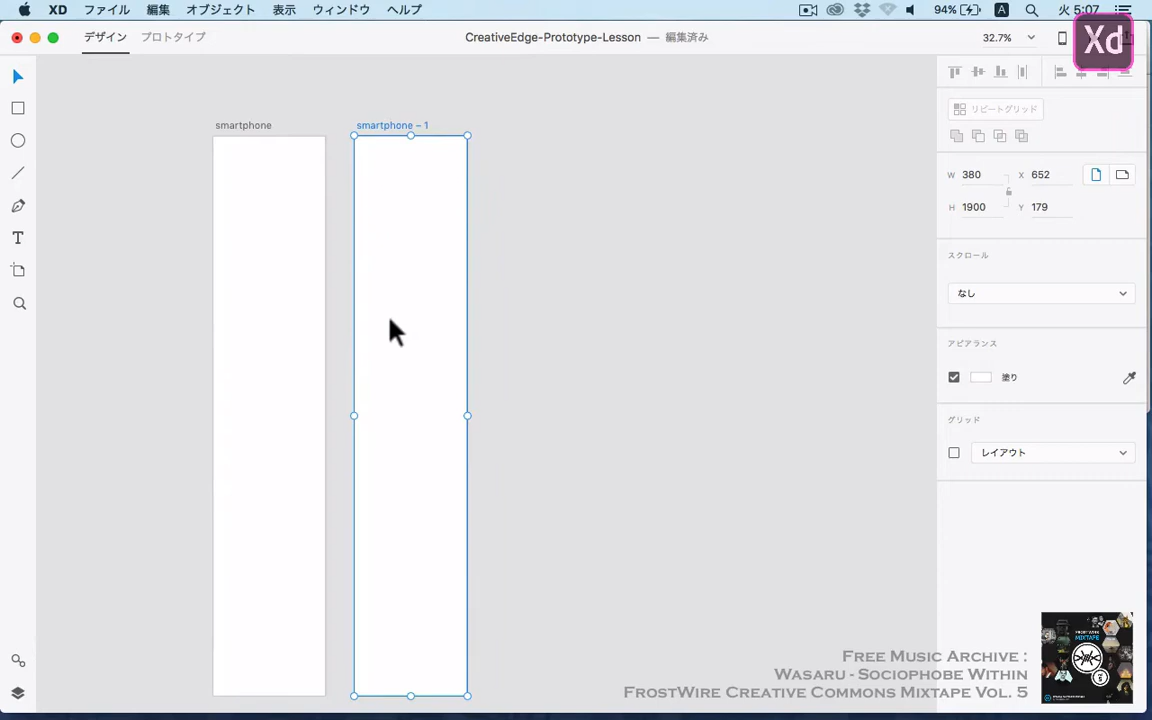 XD ファイル 編集 オブジェクト 表示 ウィンドウ ヘルプ 94% A 火 5:07
デザイン プロトタイプ CreativeEdge-Prototype-Lesson — 編集済み 32.7%
Xd
smartphone smartphone – 1
リピートグリッド
W 380 X 652
H 1900 Y 179
スクロール
なし
アピアランス
塗り
グリッド
レイアウト
FROSTWIRE
MIXTAPE
VOL
5
Free Music Archive :
Wasaru - Sociophobe Within
FrostWire Creative Commons Mixtape Vol. 5